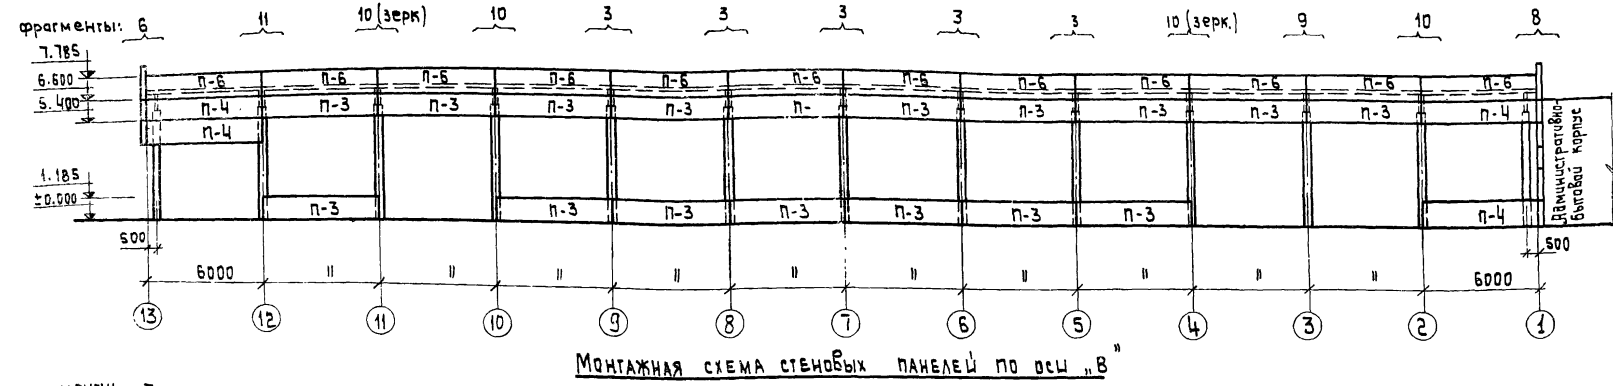 фрагменты: 6 11 10 (зерк) 10 3 3 3 3 3 10 (зерк.) 9 10 8
7.785
6.600 П-6 П-6 П-6 П-6 П-6 П-6 П-6 П-6 П-6 П-6 П-6 П-6
5.400 П-4 П-3 П-3 П-3 П-3 П- П-3 П-3 П-3 П-3 П-3 П-4
П-4
Административно-
бытовой корпус
1.185
±0.000
П-3 П-3 П-3 П-3 П-3 П-3 П-3 П-4
500 500
6000 " " " " " " " " " " 6000
13 12 11 10 9 8 7 6 5 4 3 2 1
Монтажная схема стеновых панелей по оси „В"